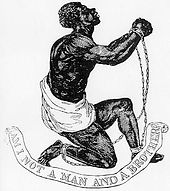 AM I NOT A MAN AND A BROTHER